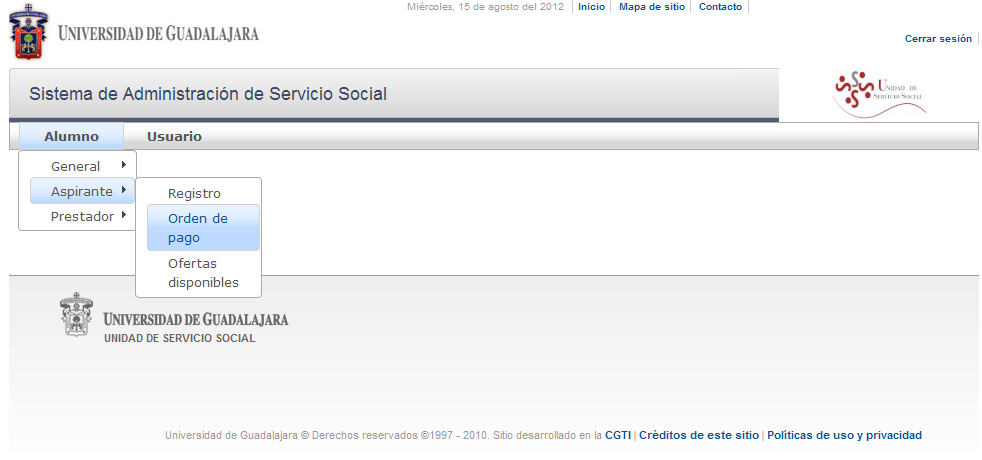 Miércoles, 15 de agosto del 2012 | Inicio | Mapa de sitio | Contacto |
UNIVERSIDAD DE GUADALAJARA
Cerrar sesión |
Sistema de Administración de Servicio Social
UNIDAD DE
SERVICIO SOCIAL
Alumno Usuario
General
Aspirante
Prestador
Registro
Orden de
pago
Ofertas
disponibles
UNIVERSIDAD DE GUADALAJARA
UNIDAD DE SERVICIO SOCIAL
Universidad de Guadalajara © Derechos reservados ©1997 - 2010. Sitio desarrollado en la CGTI | Créditos de este sitio | Políticas de uso y privacidad